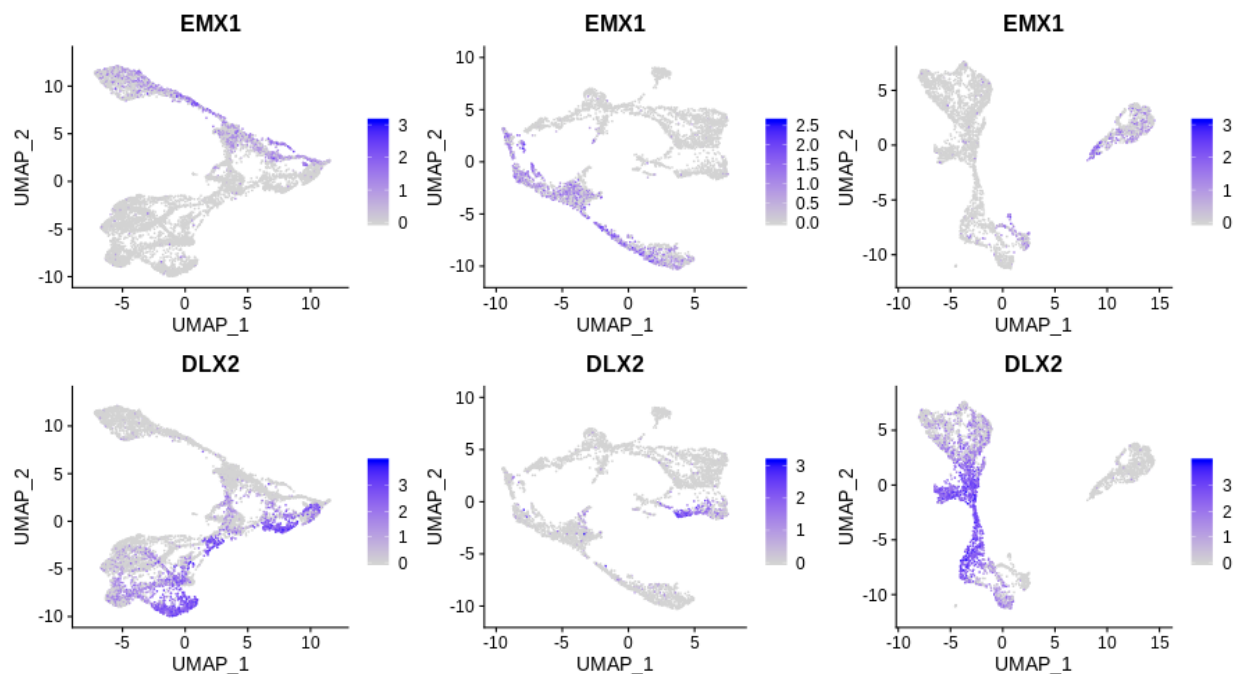 EMX1 EMX1 EMX1
UMAP_2 10 5 0 -5 -10 3 2 1 0
-5 0 5 10
UMAP_1
UMAP_2 10 5 0 -5 -10 2.5 2.0 1.5 1.0 0.5 0.0
-10 -5 0 5
UMAP_1
UMAP_2 5 0 -5 -10 3 2 1 0
-10 -5 0 5 10 15
UMAP_1
DLX2 DLX2 DLX2
UMAP_2 10 5 0 -5 -10 3 2 1 0
-5 0 5 10
UMAP_1
UMAP_2 10 5 0 -5 -10 3 2 1 0
-10 -5 0 5
UMAP_1
UMAP_2 5 0 -5 -10 3 2 1 0
-10 -5 0 5 10 15
UMAP_1